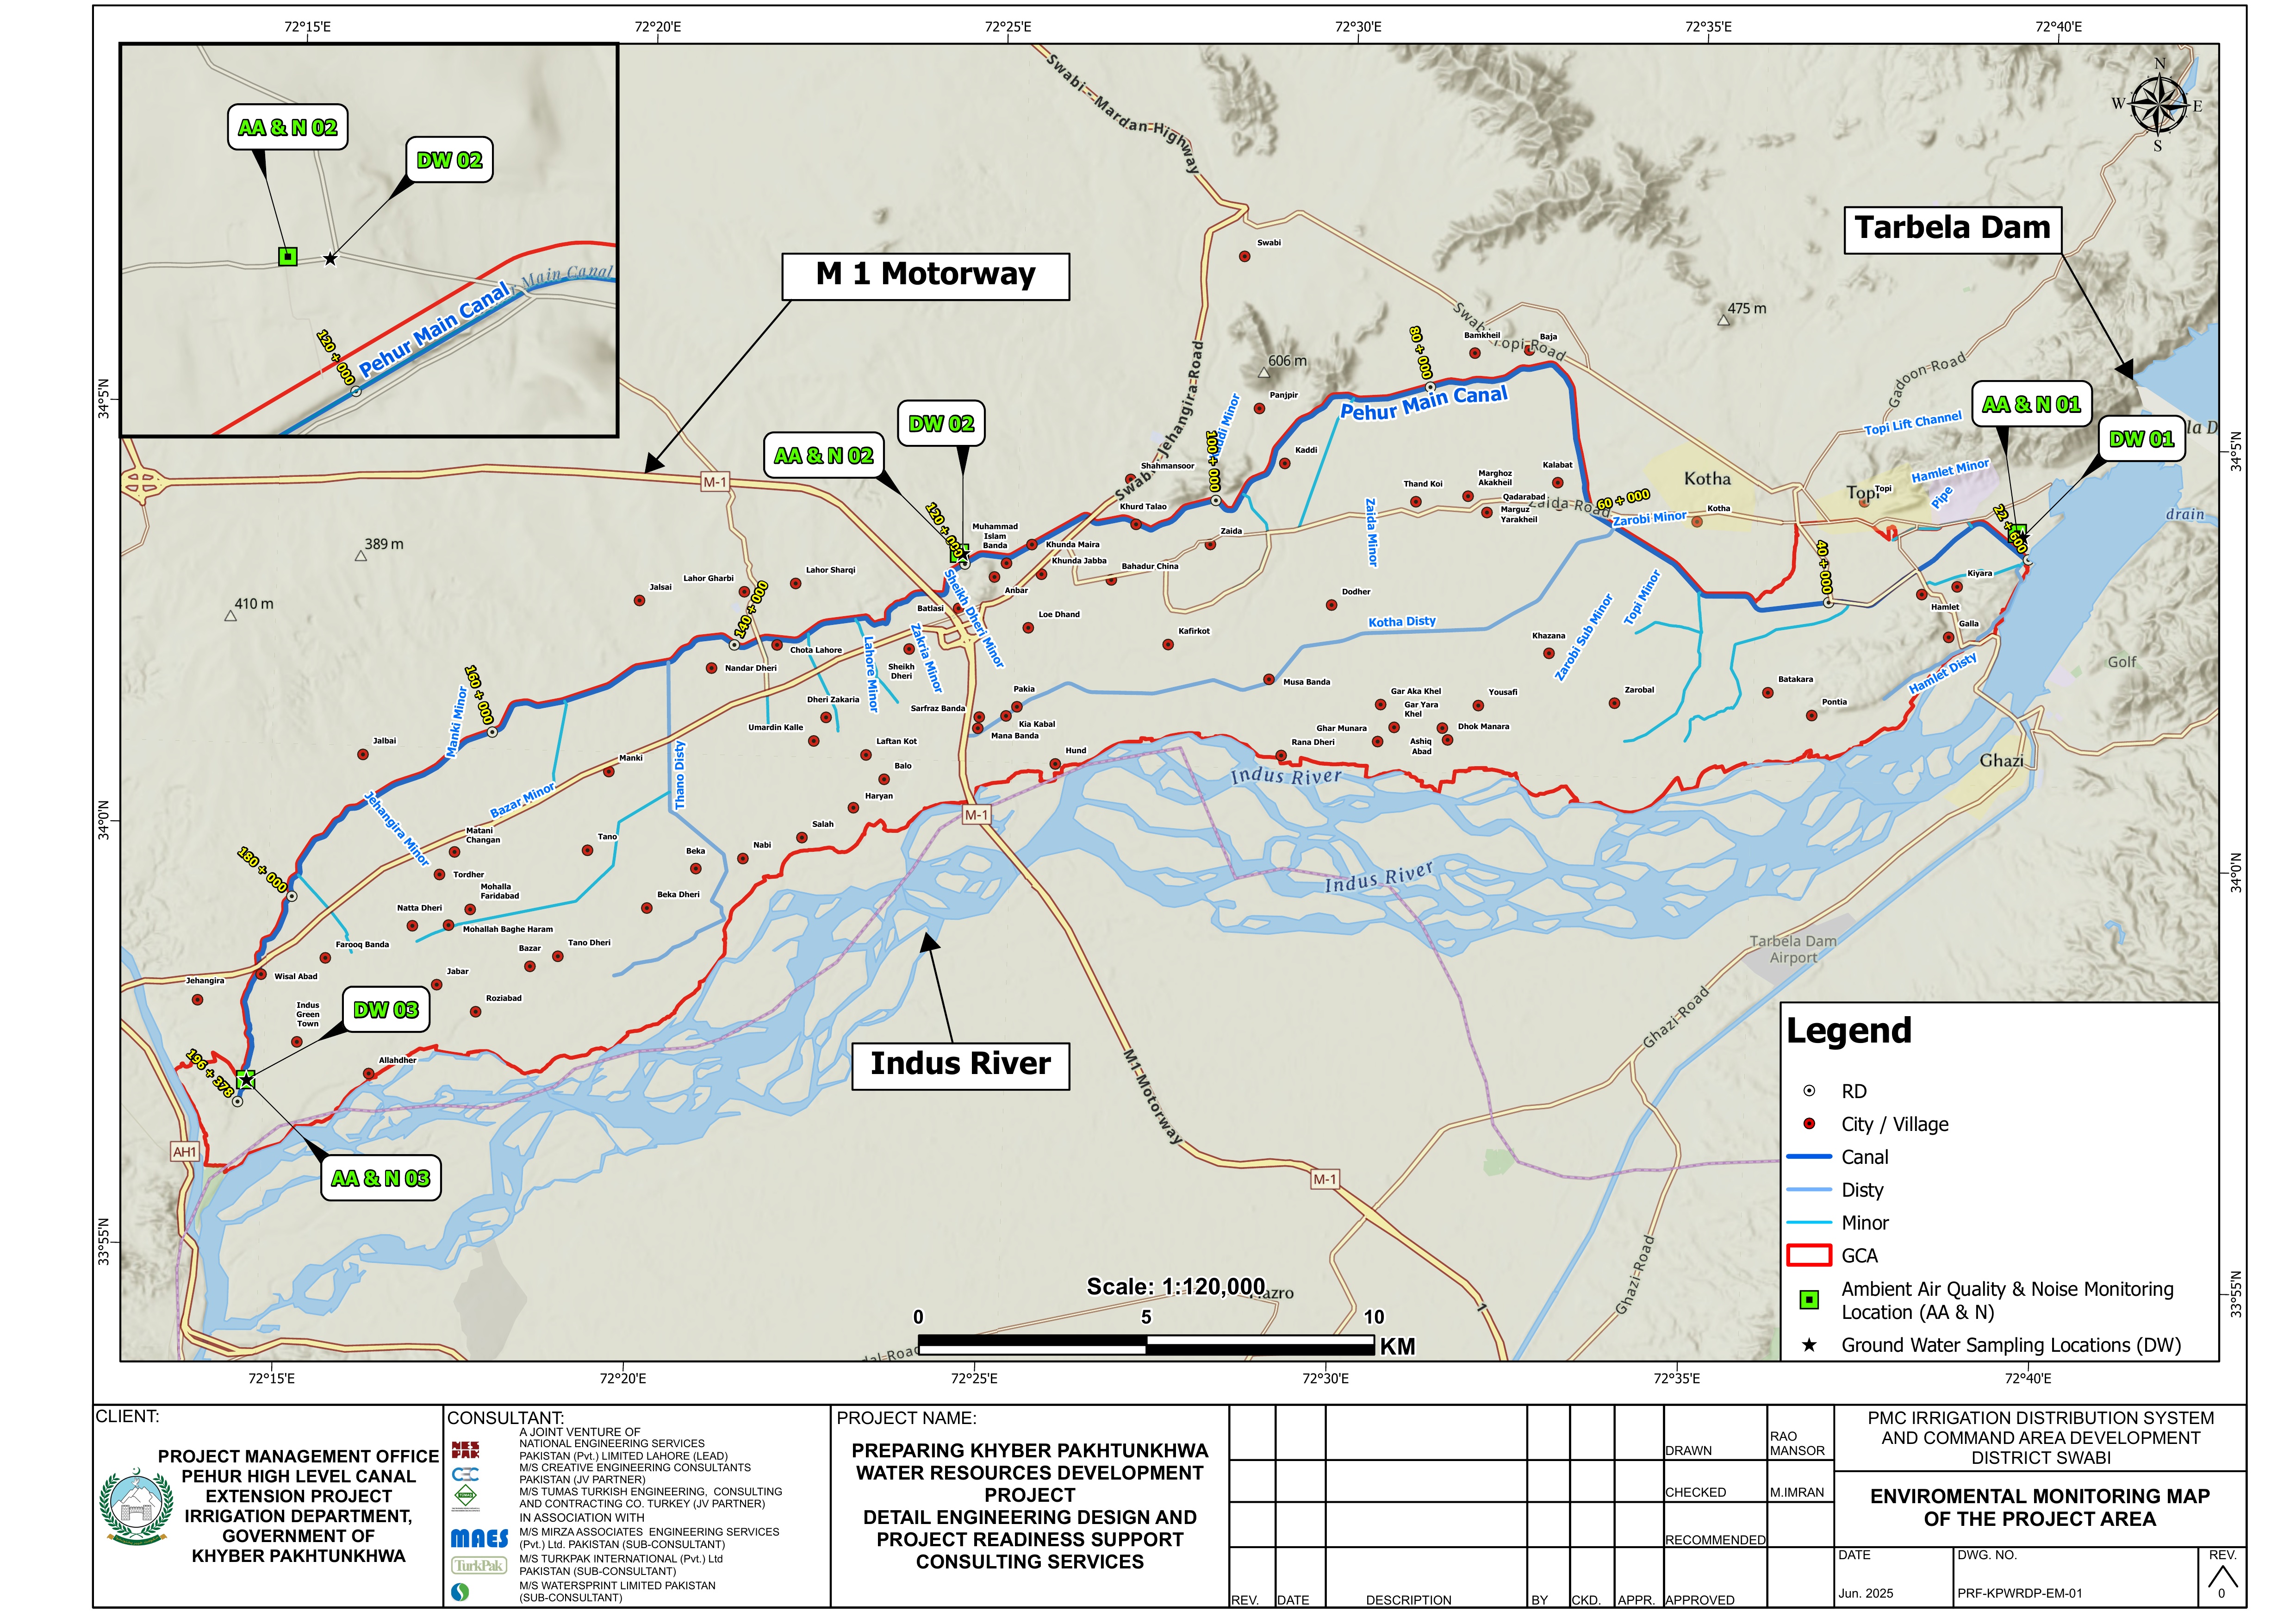 72°15'E
72°20'E
72°25'E
72°30'E
72°35'E
72°40'E
34°5'N
34°0'N
33°55'N
34°5'N
34°0'N
33°55'N
AA & N 02
DW 02
Main Canal
Pehur Main Canal
120 + 000
Swabi - Mardan High way
N
W
E
S
Tarbela Dam
M 1 Motorway
Swabi
475 m
Swabi Topi Road
Bamkheil
Baja
80 + 000
606 m
Panjpir
Pehur Main Canal
Gadoon-Road
AA & N 01
DW 01
Topi Lift Channel
Hamlet Minor
Pipe
Kotha
Topi
Topi
Kotha
drain
22 + 600
DW 02
AA & N 02
M-1
Swabi-Jehangira-Road
100 + 000
Kaddi
Shahmansoor
Khurd Talao
Zaida
Zaida Minor
Thand Koi
Marghoz
Akakheil
Qadarabad
Marguz
Yarakheil
Kalabat
Zaida Road
60 + 000
Zarobi Minor
40 + 000
Kiyara
Hamlet
Galla
Hamlet Disty
Golf
389 m
410 m
120 + 000
Muhammad
Islam
Banda
Khunda Maira
Khunda Jabba
Bahadur China
Anbar
Loe Dhand
Kafirkot
Dodher
Kotha Disty
Khazana
Zarobi Sub Minor
Topi Minor
Jalsai
Lahor Gharbi
Lahor Sharqi
140 + 000
Batlasi
Sheikh Dheri Minor
Zakria Minor
Lahore Minor
Chota Lahore
Sheikh
Dheri
Nandar Dheri
Dheri Zakaria
Umardin Kalle
Sarfraz Banda
Pakia
Kia Kabal
Mana Banda
Musa Banda
Gar Aka Khel
Gar Yara
Khel
Yousafi
Ghar Munara
Ashiq
Abad
Dhok Manara
Zarobal
Batakara
Pontia
Rana Dheri
Hund
Ghazi
160 + 000
Manki Minor
Jalbai
Manki
Thano Disty
Laftan Kot
Balo
Haryan
Salah
Indus River
M-1
Jehangira Minor
Bazar Minor
Matani
Changan
Tordher
Tano
Nabi
Beka
Beka Dheri
Indus River
180 + 000
Mohalla
Faridabad
Natta Dheri
Mohallah Baghe Haram
Farooq Banda
Bazar
Tano Dheri
Jabar
Roziabad
Tarbela Dam
Airport
Ghazi-Road
Jehangira
Wisal Abad
Indus
Green
Town
DW 03
Allahdher
196 + 378
AH1
AA & N 03
Indus River
M1-Motorway
M-1
1
Ghazi-Road
Scale: 1:120,000
0
5
10
KM
Legend
RD
City / Village
Canal
Disty
Minor
GCA
Ambient Air Quality & Noise Monitoring
Location (AA & N)
Ground Water Sampling Locations (DW)
72°15'E
72°20'E
72°25'E
72°30'E
72°35'E
72°40'E
CLIENT:
PROJECT MANAGEMENT OFFICE
PEHUR HIGH LEVEL CANAL
EXTENSION PROJECT
IRRIGATION DEPARTMENT,
GOVERNMENT OF
KHYBER PAKHTUNKHWA
CONSULTANT:
A JOINT VENTURE OF
NATIONAL ENGINEERING SERVICES
PAKISTAN (Pvt.) LIMITED LAHORE (LEAD)
M/S CREATIVE ENGINEERING CONSULTANTS
PAKISTAN (JV PARTNER)
M/S TUMAS TURKISH ENGINEERING, CONSULTING
AND CONTRACTING CO. TURKEY (JV PARTNER)
IN ASSOCIATION WITH
M/S MIRZA ASSOCIATES ENGINEERING SERVICES
(Pvt.) Ltd. PAKISTAN (SUB-CONSULTANT)
M/S TURKPAK INTERNATIONAL (Pvt.) Ltd
PAKISTAN (SUB-CONSULTANT)
M/S WATERSPRINT LIMITED PAKISTAN
(SUB-CONSULTANT)
NESPAK
CEC
MAES
TurkPak
PROJECT NAME:
PREPARING KHYBER PAKHTUNKHWA
WATER RESOURCES DEVELOPMENT
PROJECT
DETAIL ENGINEERING DESIGN AND
PROJECT READINESS SUPPORT
CONSULTING SERVICES
REV.
DATE
DESCRIPTION
BY
CKD.
APPR.
DRAWN
RAO
MANSOR
CHECKED
M.IMRAN
RECOMMENDED
APPROVED
PMC IRRIGATION DISTRIBUTION SYSTEM
AND COMMAND AREA DEVELOPMENT
DISTRICT SWABI
ENVIROMENTAL MONITORING MAP
OF THE PROJECT AREA
DATE
Jun. 2025
DWG. NO.
PRF-KPWRDP-EM-01
REV.
0